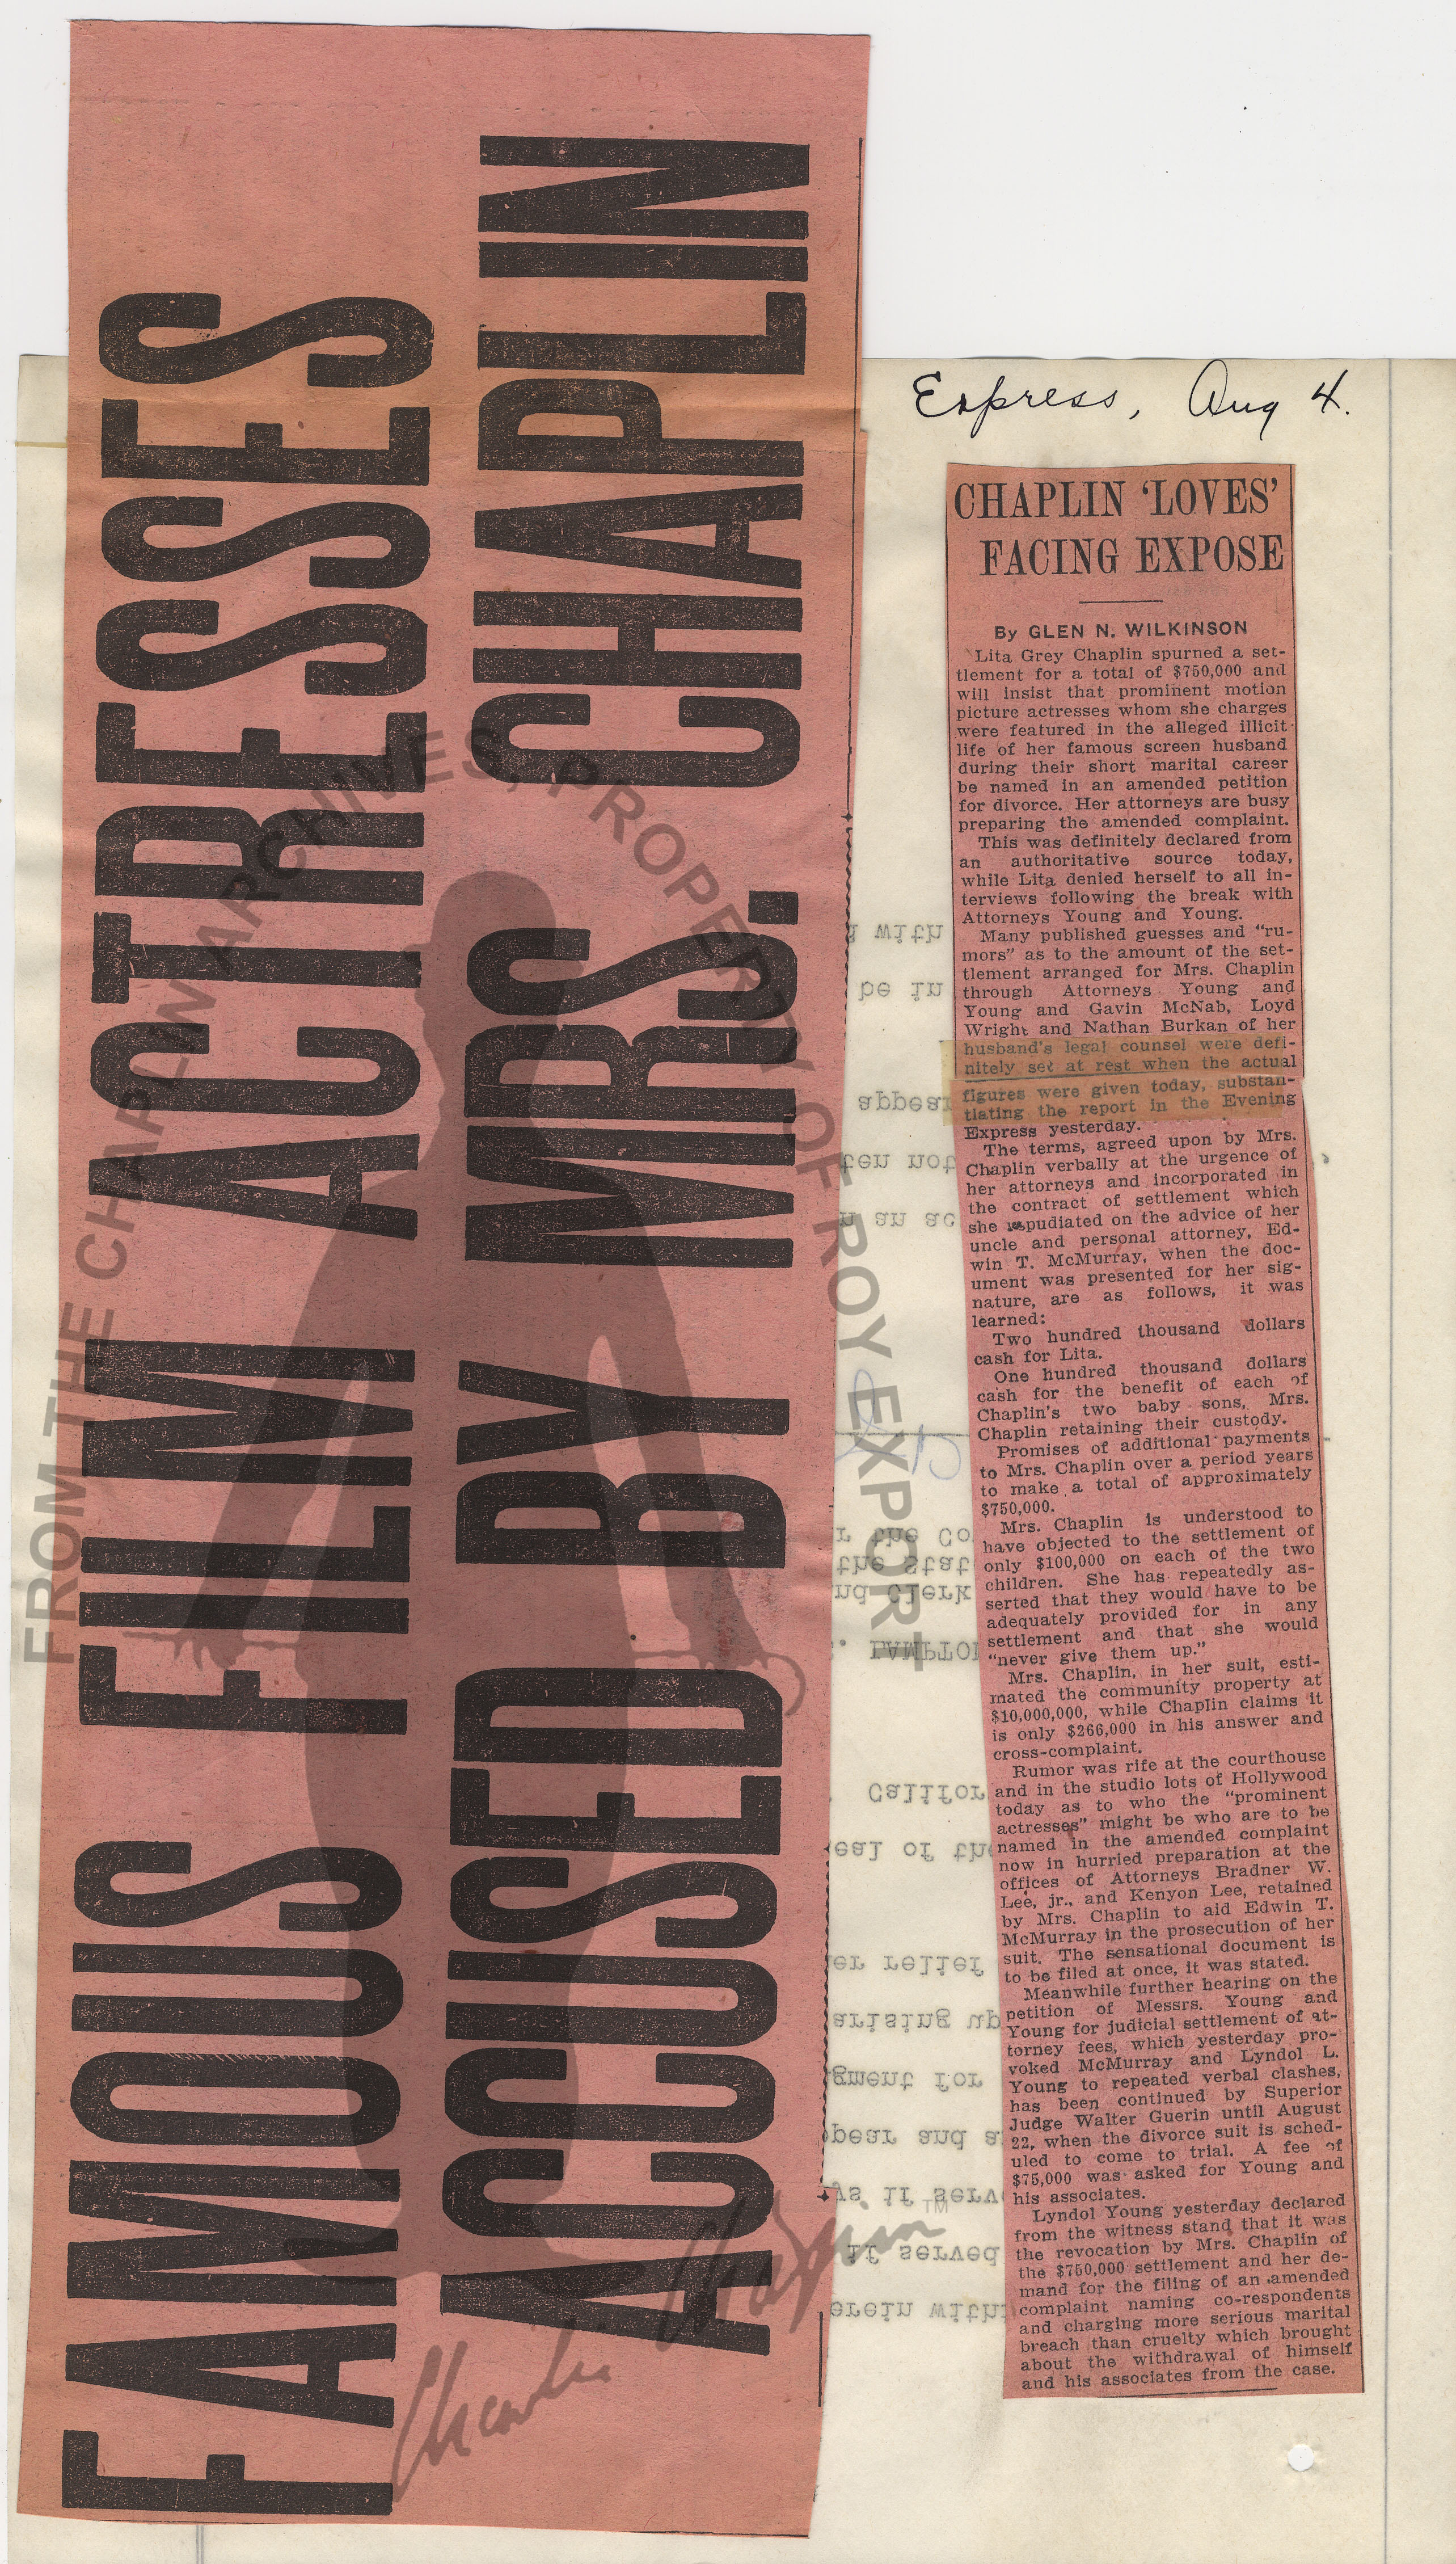 FAMOUS FILM ACTRESSES
ACCUSED BY MRS. CHAPLIN
Express, Aug 4.
CHAPLIN ‘LOVES’
FACING EXPOSE
By GLEN N. WILKINSON
Lita Grey Chaplin spurned a set-
tlement for a total of $750,000 and
will insist that prominent motion
picture actresses whom she charges
were featured in the alleged illicit
life of her famous screen husband
during their short marital career
be named in an amended petition
for divorce. Her attorneys are busy
preparing the amended complaint.
This was definitely declared from
an authoritative source today,
while Lita denied herself to all in-
terviews following the break with
Attorneys Young and Young.
Many published guesses and “ru-
mors” as to the amount of the set-
tlement arranged for Mrs. Chaplin
through Attorneys Young and
Young and Gavin McNab, Loyd
Wright and Nathan Burkan of her
husband's legal counsel were defi-
nitely set at rest when the actual
figures were given today, substan-
tiating the report in the Evening
Express yesterday.
The terms, agreed upon by Mrs.
Chaplin verbally at the urgence of
her attorneys and incorporated in
the contract of settlement which
she repudiated on the advice of her
uncle and personal attorney, Ed-
win T. McMurray, when the doc-
ument was presented for her sig-
nature, are as follows, it was
learned:
Two hundred thousand dollars
cash for Lita.
One hundred thousand dollars
cash for the benefit of each of
Chaplin's two baby sons, Mrs.
Chaplin retaining their custody.
Promises of additional payments
to Mrs. Chaplin over a period years
to make a total of approximately
$750,000.
Mrs. Chaplin is understood to
have objected to the settlement of
only $100,000 on each of the two
children. She has repeatedly as-
serted that they would have to be
adequately provided for in any
settlement and that she would
“never give them up.”
Mrs. Chaplin, in her suit, esti-
mated the community property at
$10,000,000, while Chaplin claims it
is only $266,000 in his answer and
cross-complaint.
Rumor was rife at the courthouse
and in the studio lots of Hollywood
today as to who the “prominent
actresses” might be who are to be
named in the amended complaint
now in hurried preparation at the
offices of Attorneys Bradner W.
Lee, jr., and Kenyon Lee, retained
by Mrs. Chaplin to aid Edwin T.
McMurray in the prosecution of her
suit. The sensational document is
to be filed at once, it was stated.
Meanwhile further hearing on the
petition of Messrs. Young and
Young for judicial settlement of at-
torney fees, which yesterday pro-
voked McMurray and Lyndol L.
Young to repeated verbal clashes,
has been continued by Superior
Judge Walter Guerin until August
22, when the divorce suit is sched-
uled to come to trial. A fee of
$75,000 was asked for Young and
his associates.
Lyndol Young yesterday declared
from the witness stand that it was
the revocation by Mrs. Chaplin of
the $750,000 settlement and her de-
mand for the filing of an amended
complaint naming co-respondents
and charging more serious marital
breach than cruelty which brought
about the withdrawal of himself
and his associates from the case.
FROM THE CHAPLIN ARCHIVES, PROPERTY OF ROY EXPORT
Charlie Chaplin TM